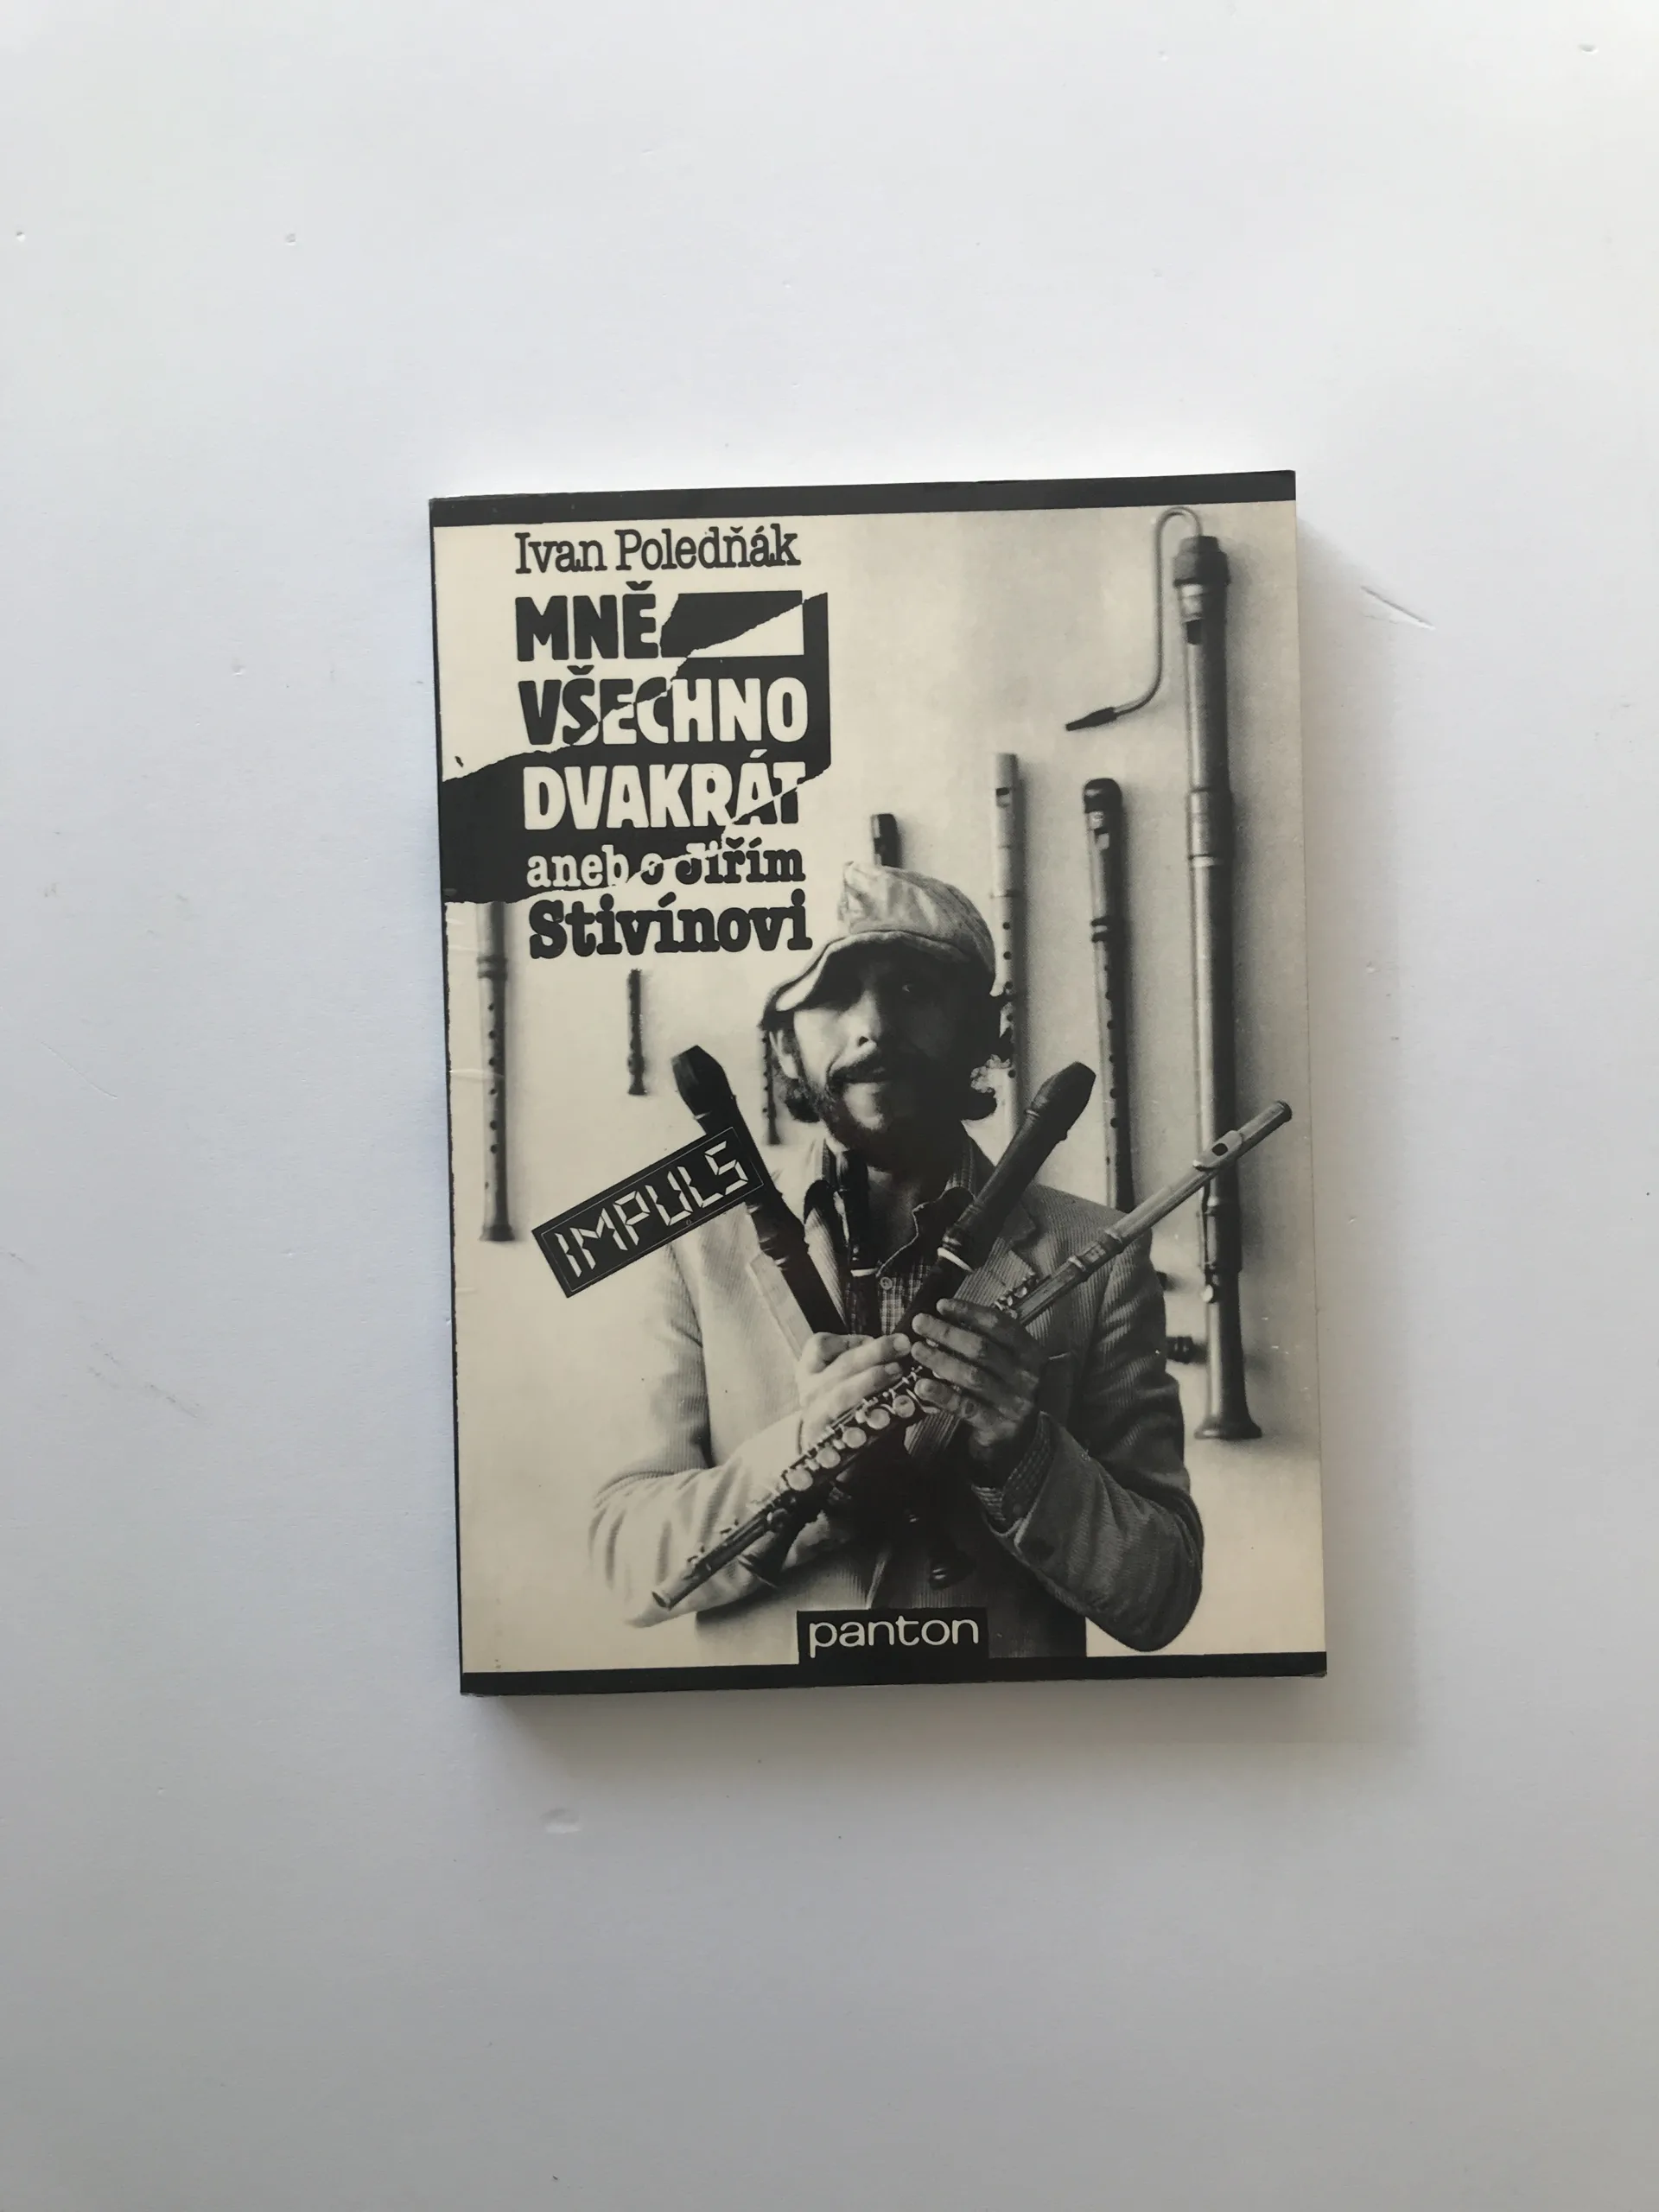 Ivan Poledňák
MNĚ
VŠECHNO
DVAKRÁT
aneb o Jiřím
Stivínovi
IMPULS
panton